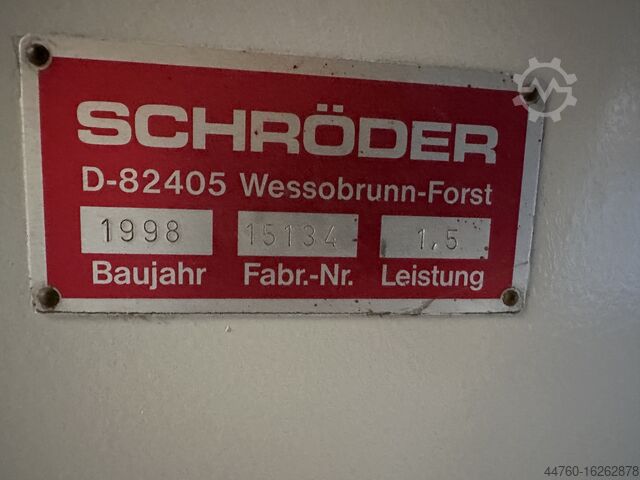 SCHRÖDER
D-82405 Wessobrunn-Forst
1998 15134 1,5
Baujahr Fabr.-Nr. Leistung
44760-16262878